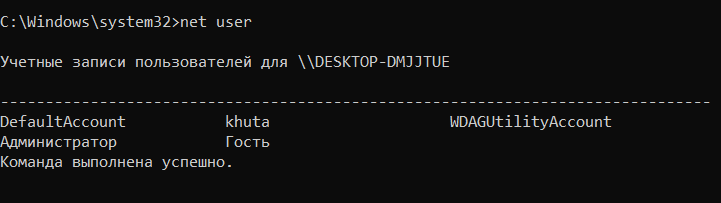 C:\Windows\system32>net user
Учетные записи пользователей для \\DESKTOP-DMJJTUE
-------------------------------------------------------------------------------
DefaultAccount           khuta                    WDAGUtilityAccount
Администратор            Гость
Команда выполнена успешно.